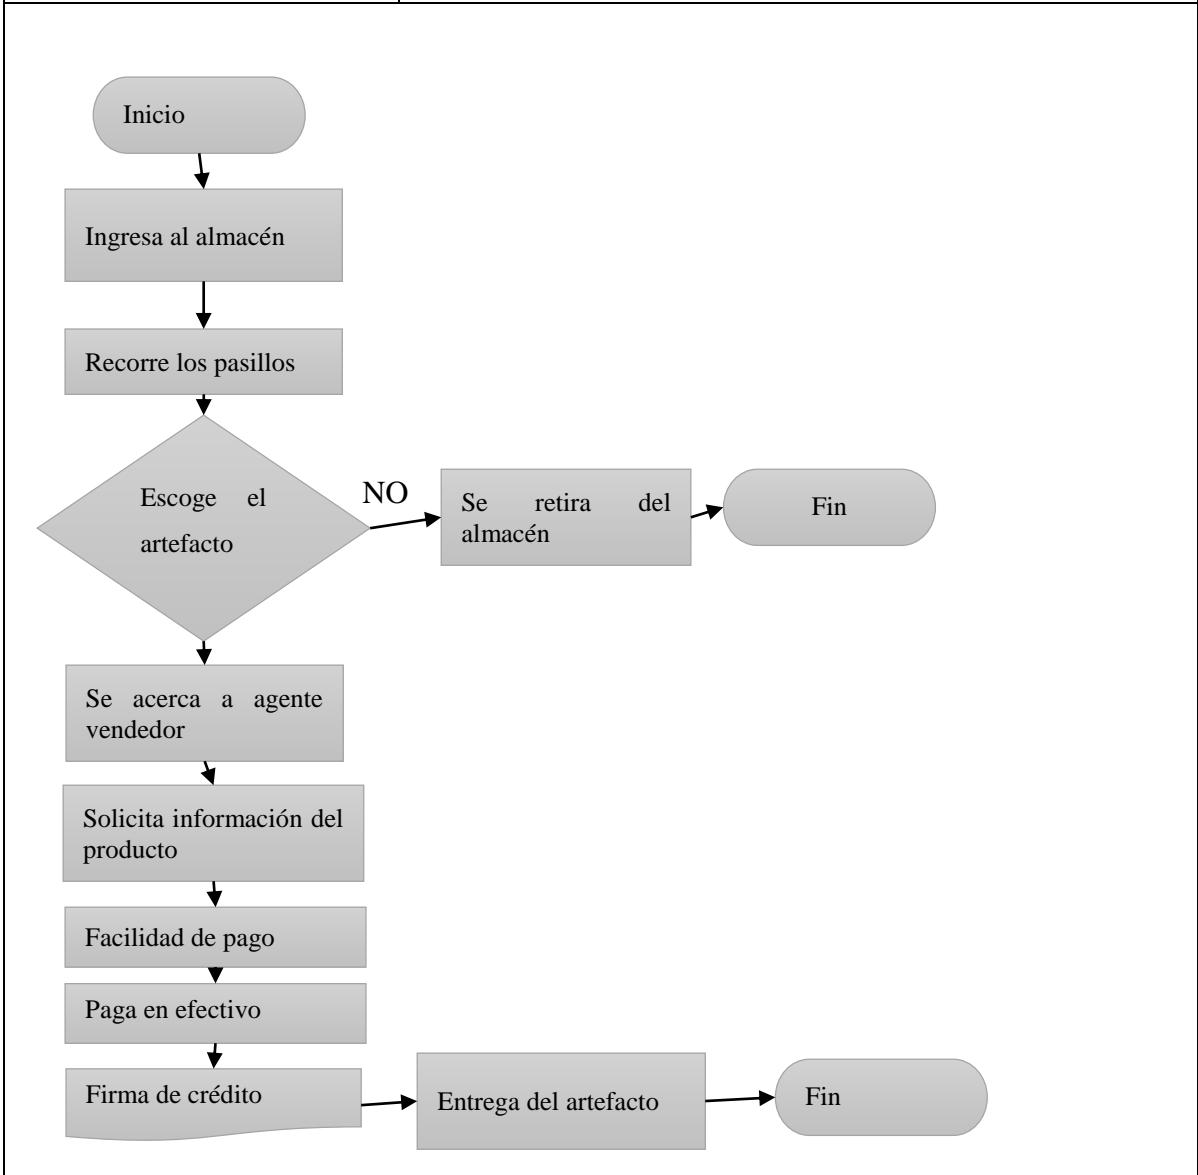 Inicio
Ingresa al almacén
Recorre los pasillos
Escoge el
artefacto
NO
Se retira del
almacén
Fin
Se acerca a agente
vendedor
Solicita información del
producto
Facilidad de pago
Paga en efectivo
Firma de crédito
Entrega del artefacto
Fin